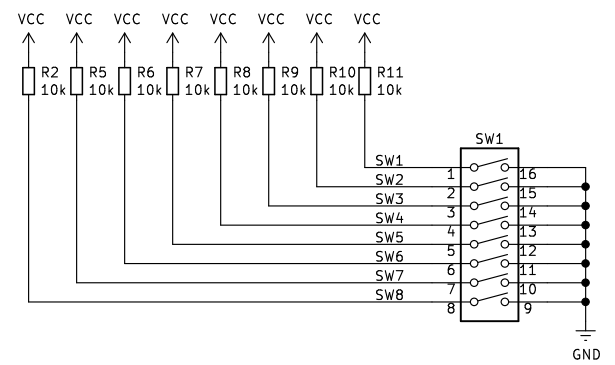 VCC VCC VCC VCC VCC VCC VCC VCC
R2 R5 R6 R7 R8 R9 R10 R11
10k 10k 10k 10k 10k 10k 10k 10k
SW1
SW1
1 16
SW2
2 15
SW3
3 14
SW4
4 13
SW5
5 12
SW6
6 11
SW7
7 10
SW8
8 9
GND